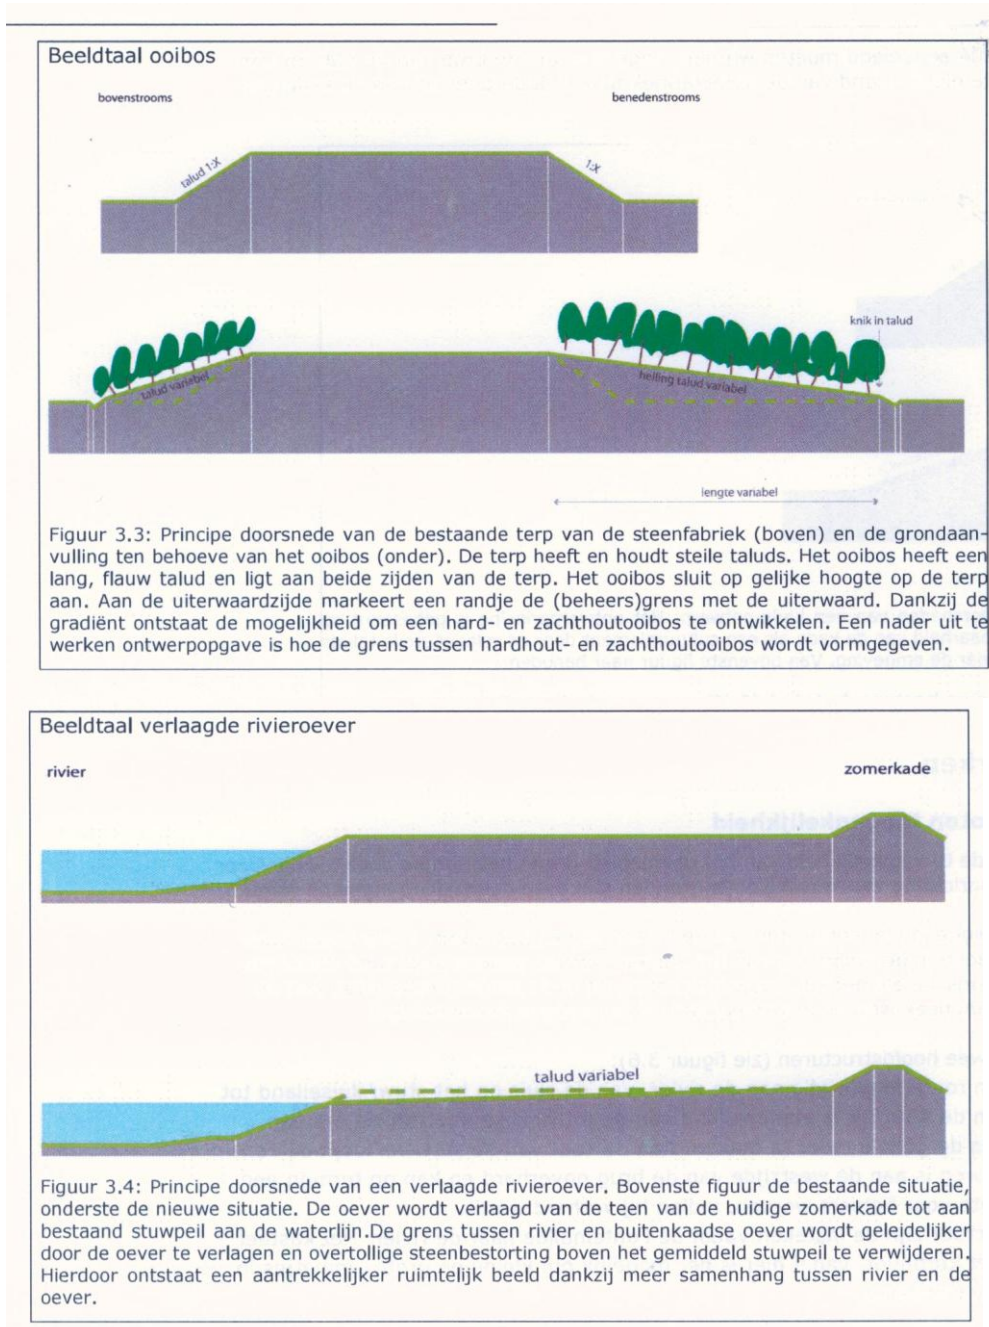 Beeldtaal ooibos
bovenstrooms
benedenstrooms
talud 1:X
1:X
knik in talud
talud variabel
helling talud variabel
lengte variabel
Figuur 3.3: Principe doorsnede van de bestaande terp van de steenfabriek (boven) en de grondaan-
vulling ten behoeve van het ooibos (onder). De terp heeft en houdt steile taluds. Het ooibos heeft een
lang, flauw talud en ligt aan beide zijden van de terp. Het ooibos sluit op gelijke hoogte op de terp
aan. Aan de uiterwaardzijde markeert een randje de (beheers)grens met de uiterwaard. Dankzij de
gradiënt ontstaat de mogelijkheid om een hard- en zachthoutooibos te ontwikkelen. Een nader uit te
werken ontwerpopgave is hoe de grens tussen hardhout- en zachthoutooibos wordt vormgegeven.
Beeldtaal verlaagde rivieroever
rivier
zomerkade
talud variabel
Figuur 3.4: Principe doorsnede van een verlaagde rivieroever. Bovenste figuur de bestaande situatie,
onderste de nieuwe situatie. De oever wordt verlaagd van de teen van de huidige zomerkade tot aan
bestaand stuwpeil aan de waterlijn.De grens tussen rivier en buitenkaadse oever wordt geleidelijker
door de oever te verlagen en overtollige steenbestorting boven het gemiddeld stuwpeil te verwijderen.
Hierdoor ontstaat een aantrekkelijker ruimtelijk beeld dankzij meer samenhang tussen rivier en de
oever.